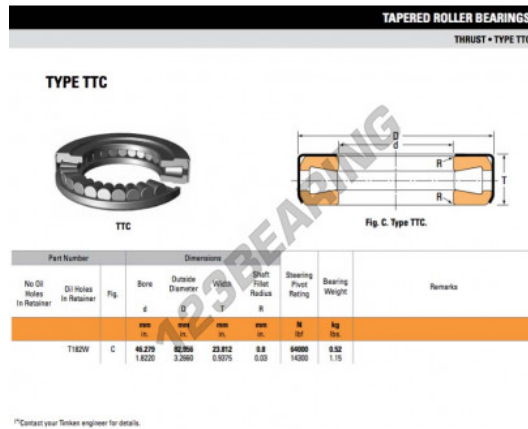 TAPERED ROLLER BEARINGS
THRUST • TYPE TTC
TYPE TTC
D
d
R
T
R
TTC
Fig. C. Type TTC.
123BEARING
Part Number Dimensions
No Oil Holes In Retainer Oil Holes In Retainer Fig. Bore Outside Diameter Width Shaft Fillet Radius Steering Pivot Rating Bearing Weight Remarks
d D T R
mm mm mm mm N kg
in. in. in. in. lbf lbs.
T182W C 46.279 82.956 23.812 0.8 64000 0.52
1.8220 3.2660 0.9375 0.03 14300 1.15
(*)Contact your Timken engineer for details.